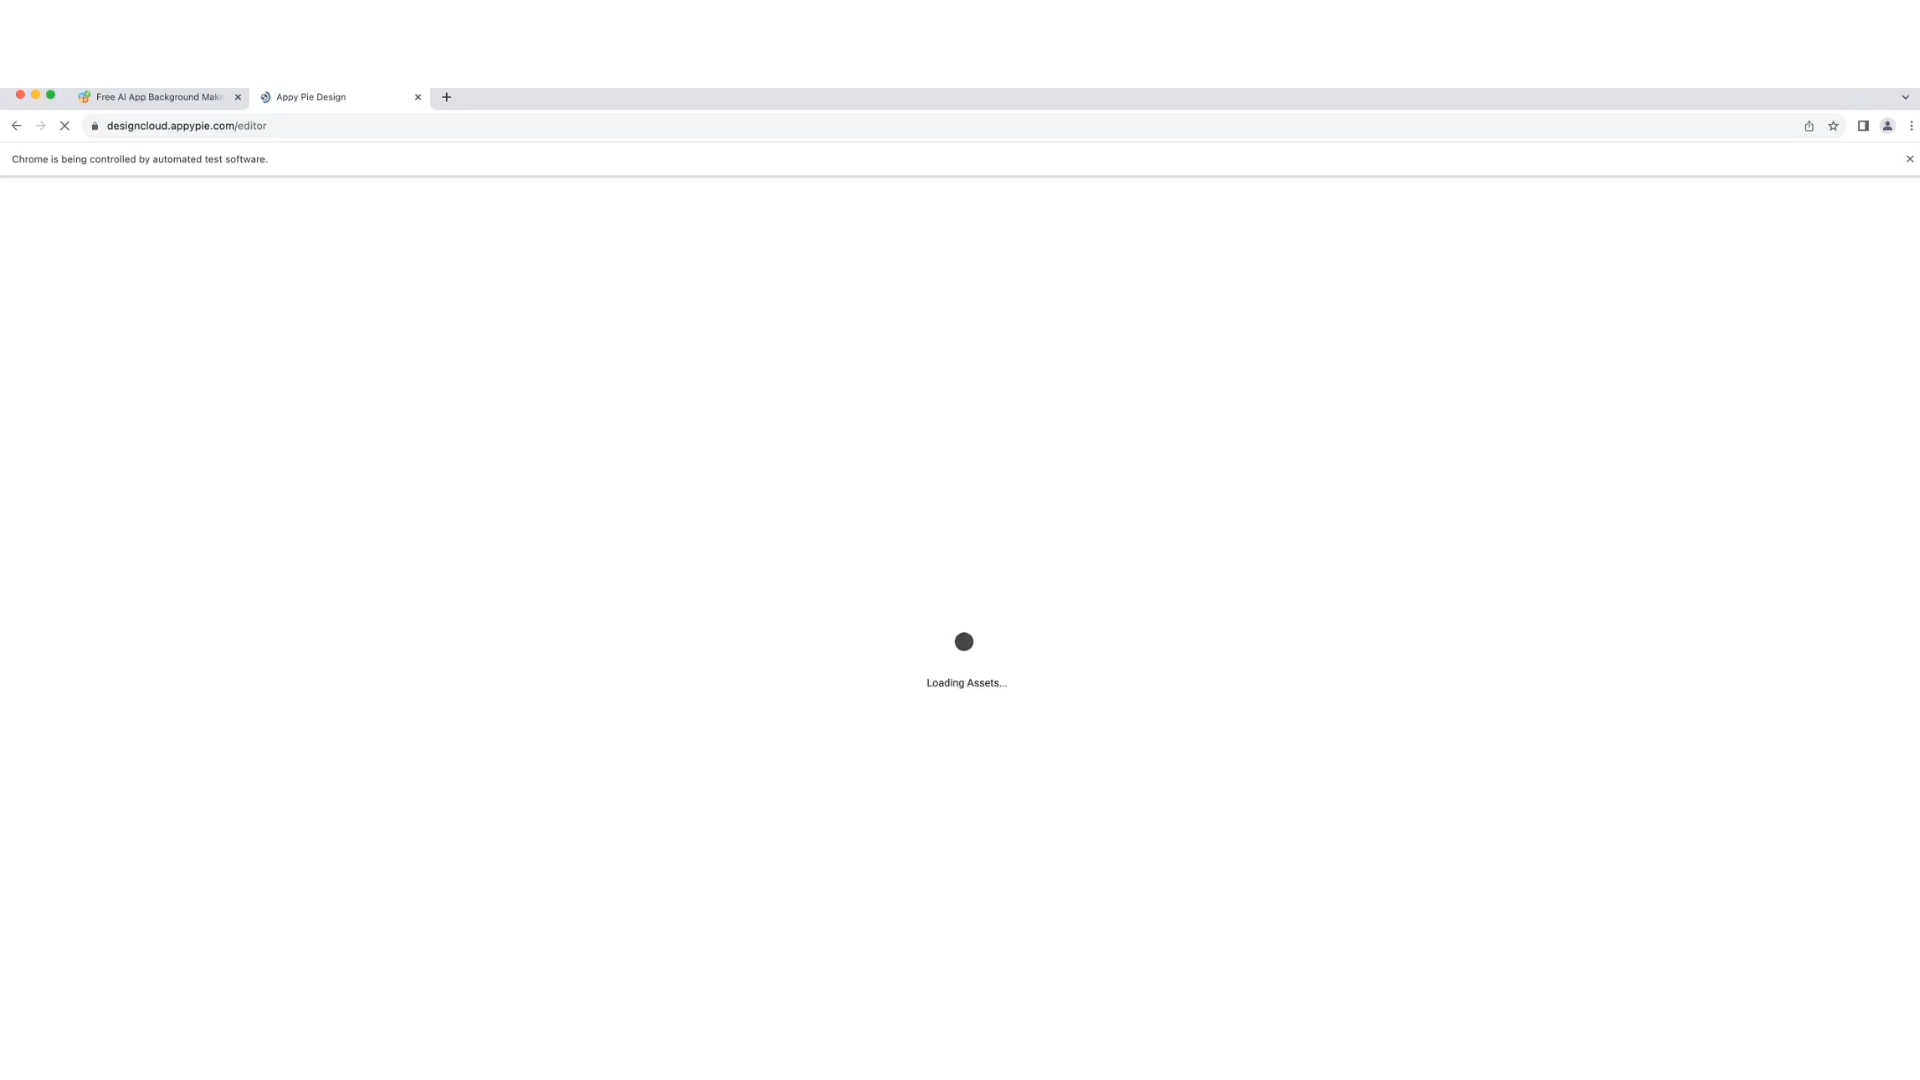 Free AI App Background Make
Appy Pie Design
designcloud.appypie.com/editor
Chrome is being controlled by automated test software.
Loading Assets...